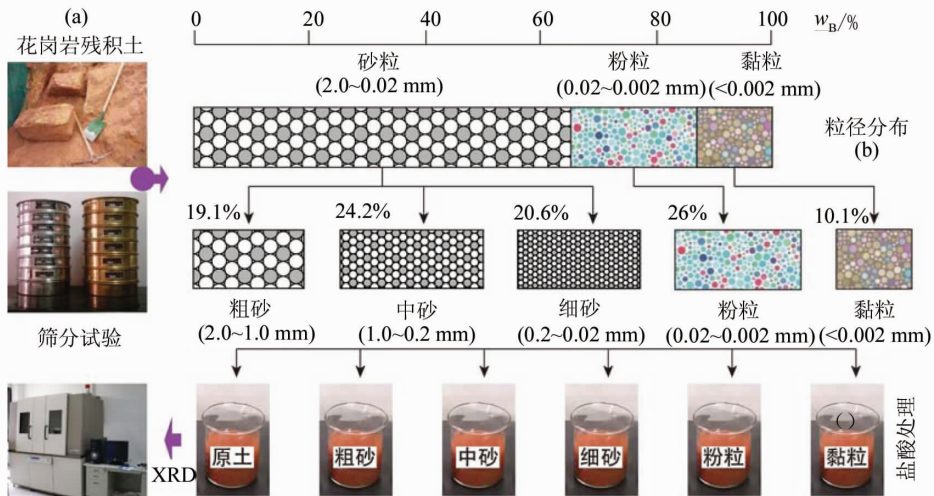 (a)
花岗岩残积土
筛分试验
XRD
0 20 40 60 80 100 w_B/%
砂粒 粉粒 黏粒
(2.0~0.02 mm) (0.02~0.002 mm) (<0.002 mm)
粒径分布
(b)
19.1% 24.2% 20.6% 26% 10.1%
粗砂 中砂 细砂 粉粒 黏粒
(2.0~1.0 mm) (1.0~0.2 mm) (0.2~0.02 mm) (0.02~0.002 mm) (<0.002 mm)
原土 粗砂 中砂 细砂 粉粒 黏粒
( )
盐酸处理